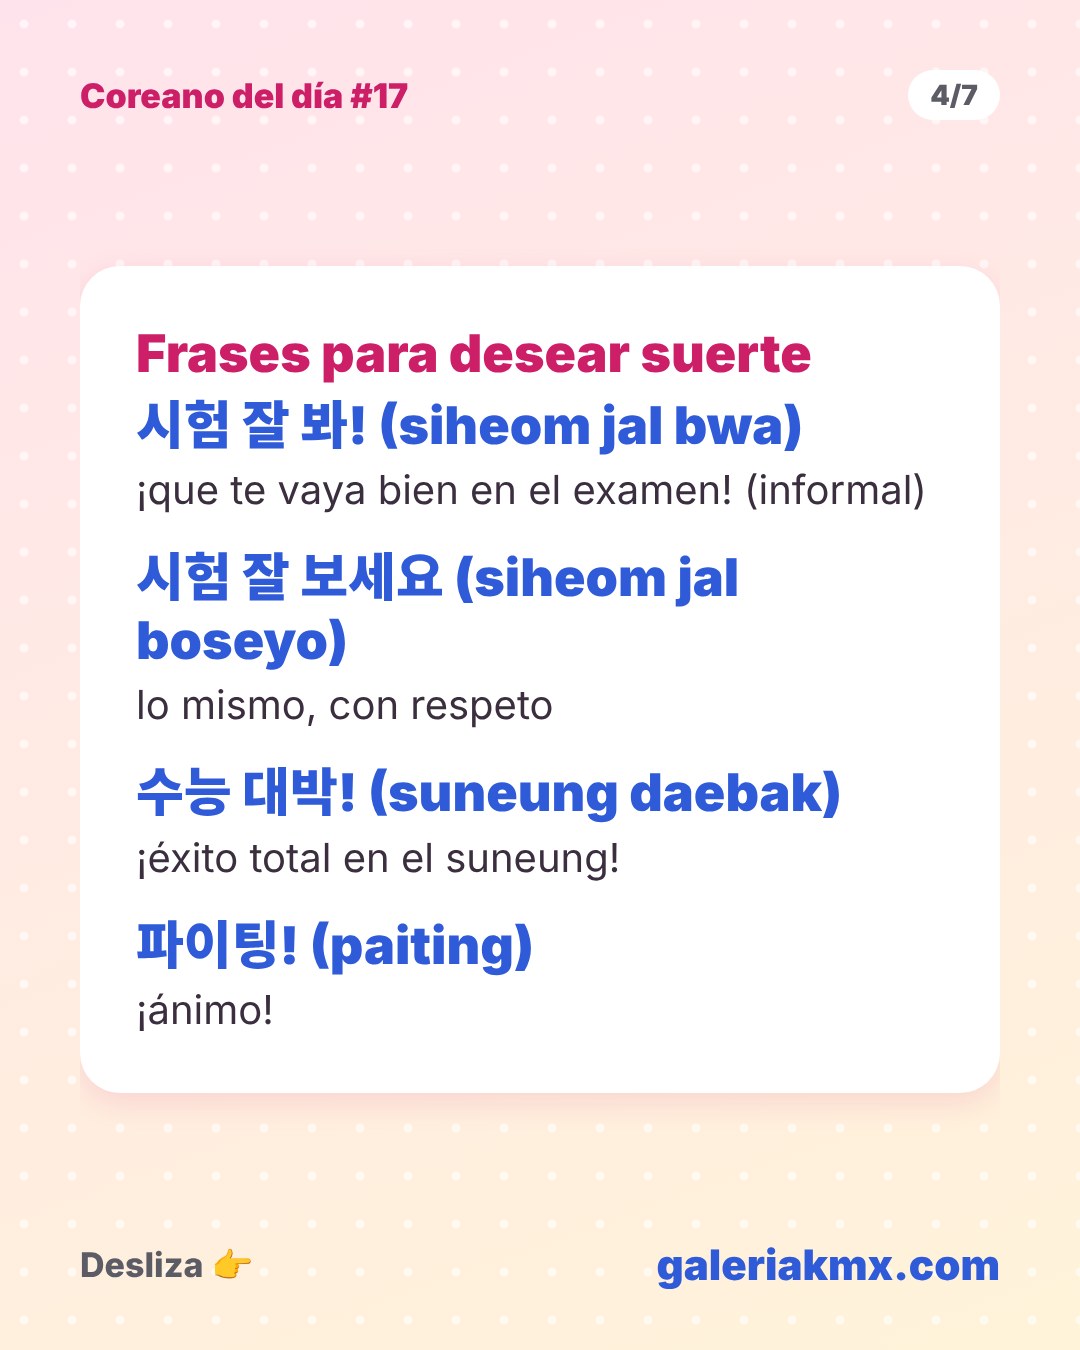 Coreano del día #17
4/7
Frases para desear suerte
시험 잘 봐! (siheom jal bwa)
¡que te vaya bien en el examen! (informal)
시험 잘 보세요 (siheom jal
boseyo)
lo mismo, con respeto
수능 대박! (suneung daebak)
¡éxito total en el suneung!
파이팅! (paiting)
¡ánimo!
Desliza 👉
galeriakmx.com